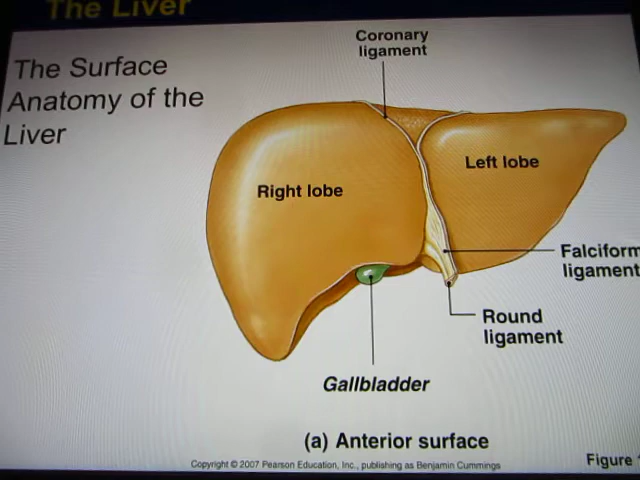 The Liver
The Surface
Anatomy of the
Liver
Coronary
ligament
Left lobe
Right lobe
Falciform
ligament
Round
ligament
Gallbladder
(a) Anterior surface
Copyright © 2007 Pearson Education, Inc., publishing as Benjamin Cummings
Figure